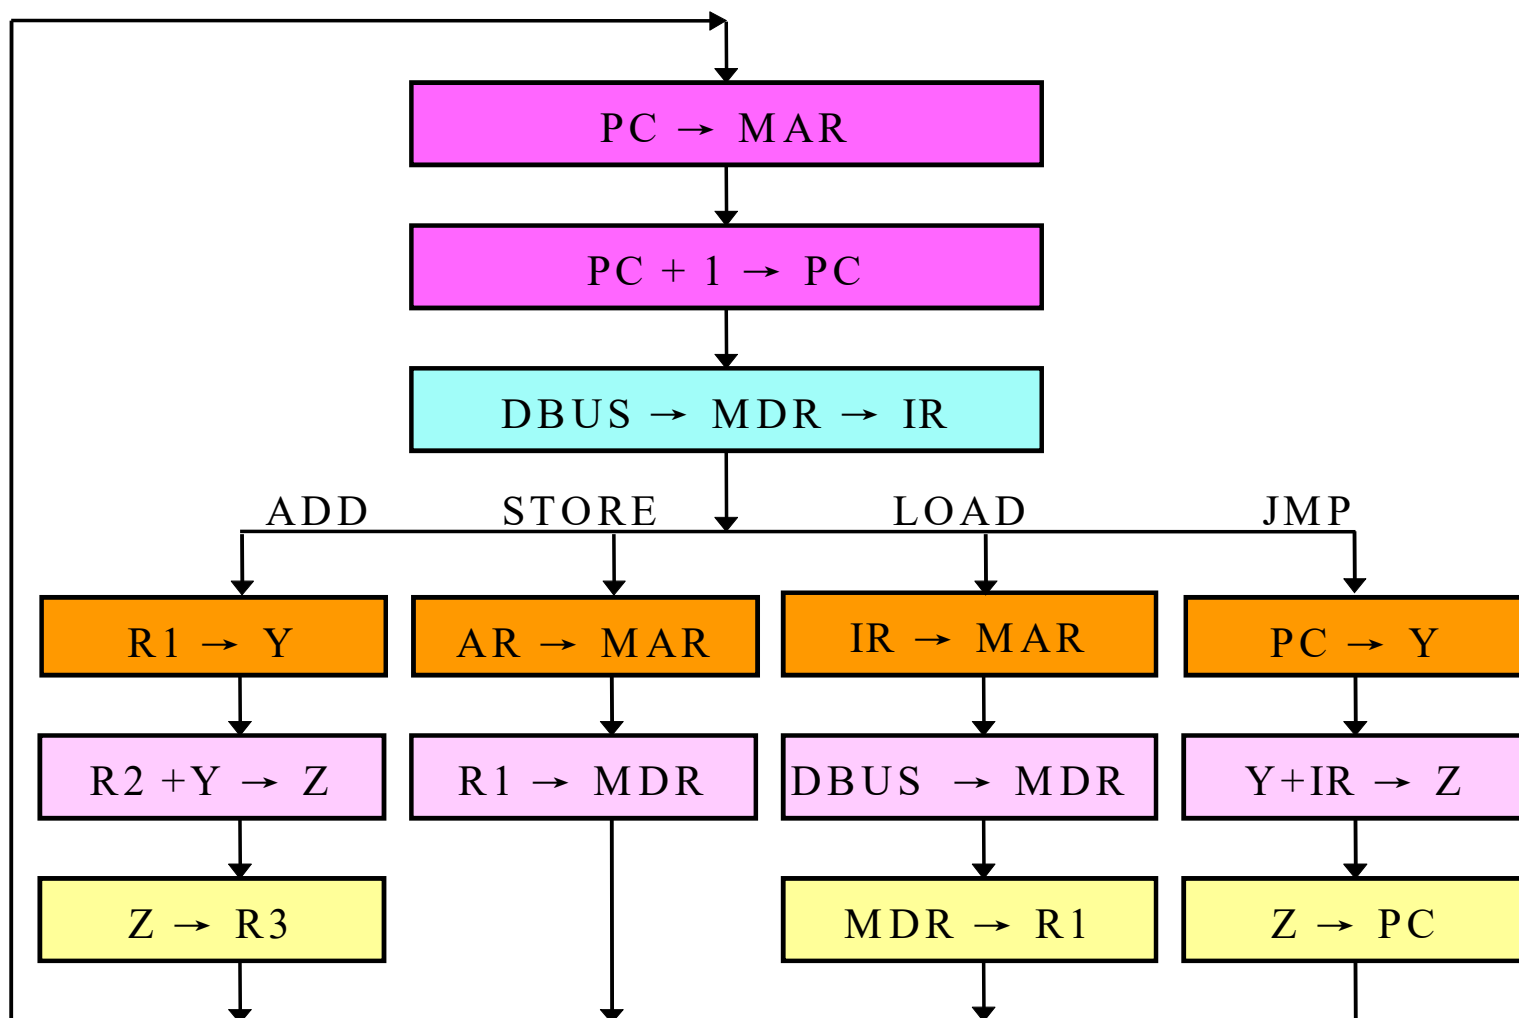 PC → MAR
PC + 1 → PC
DBUS → MDR → IR
ADD STORE LOAD JMP
R1 → Y AR → MAR IR → MAR PC → Y
R2 +Y → Z R1 → MDR DBUS → MDR Y+IR → Z
Z → R3 MDR → R1 Z → PC